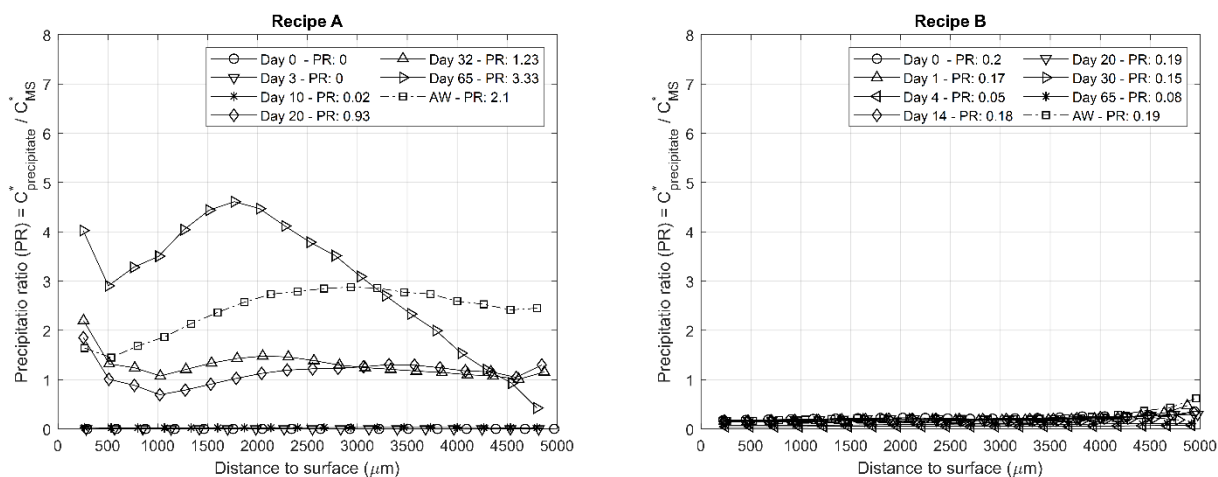 Recipe A
8
7
6
5
4
3
2
1
0
Precipitatio ratio (PR) = C*precipitate / C*MS
Day 0 - PR: 0
Day 3 - PR: 0
Day 10 - PR: 0.02
Day 20 - PR: 0.93
Day 32 - PR: 1.23
Day 65 - PR: 3.33
AW - PR: 2.1
0 500 1000 1500 2000 2500 3000 3500 4000 4500 5000
Distance to surface (μm)
Recipe B
8
7
6
5
4
3
2
1
0
Precipitatio ratio (PR) = C*precipitate / C*MS
Day 0 - PR: 0.2
Day 1 - PR: 0.17
Day 4 - PR: 0.05
Day 14 - PR: 0.18
Day 20 - PR: 0.19
Day 30 - PR: 0.15
Day 65 - PR: 0.08
AW - PR: 0.19
0 500 1000 1500 2000 2500 3000 3500 4000 4500 5000
Distance to surface (μm)